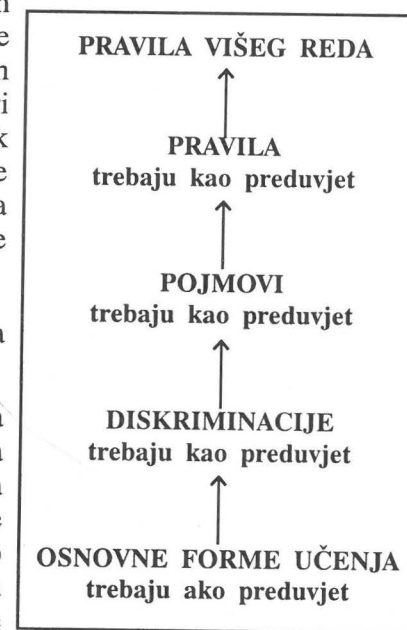 PRAVILA VIŠEG REDA
PRAVILA
trebaju kao preduvjet
POJMOVI
trebaju kao preduvjet
DISKRIMINACIJE
trebaju kao preduvjet
OSNOVNE FORME UČENJA
trebaju ako preduvjet